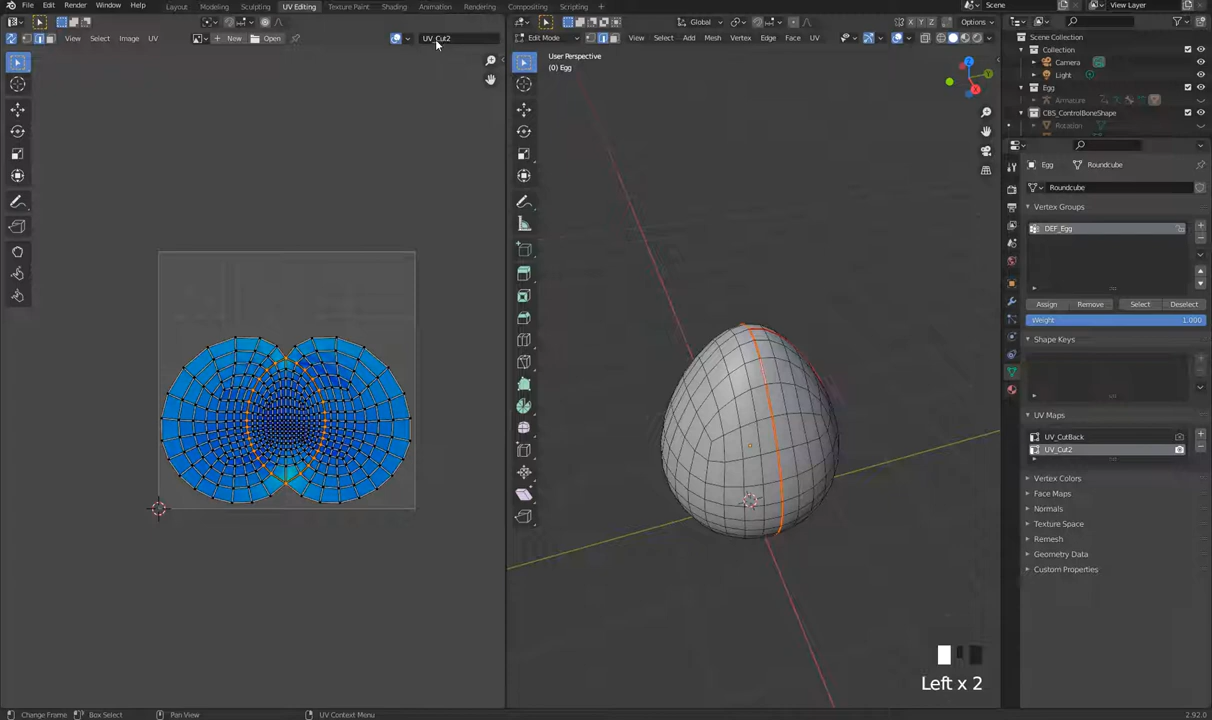 File Edit Render Window Help Layout Modeling Sculpting UV Editing Texture Paint Shading Animation Rendering Compositing Scripting Scene View Layer
View Select Image UV New Open UV_Cut2
Global Options
Edit Mode View Select Add Mesh Vertex Edge Face UV
X Y Z
User Perspective
(0) Egg
Z
Y
X
Scene Collection
Collection
Camera
Light
Egg
Armature
CBS_ControlBoneShape
Rotation
Egg Roundcube
Roundcube
Vertex Groups
DEF_Egg
Assign Remove Select Deselect
Weight 1.000
Shape Keys
UV Maps
UV_CutBack
UV_Cut2
Vertex Colors
Face Maps
Normals
Texture Space
Remesh
Geometry Data
Custom Properties
Left x 2
Change Frame Box Select Pan View UV Context Menu 2.92.0